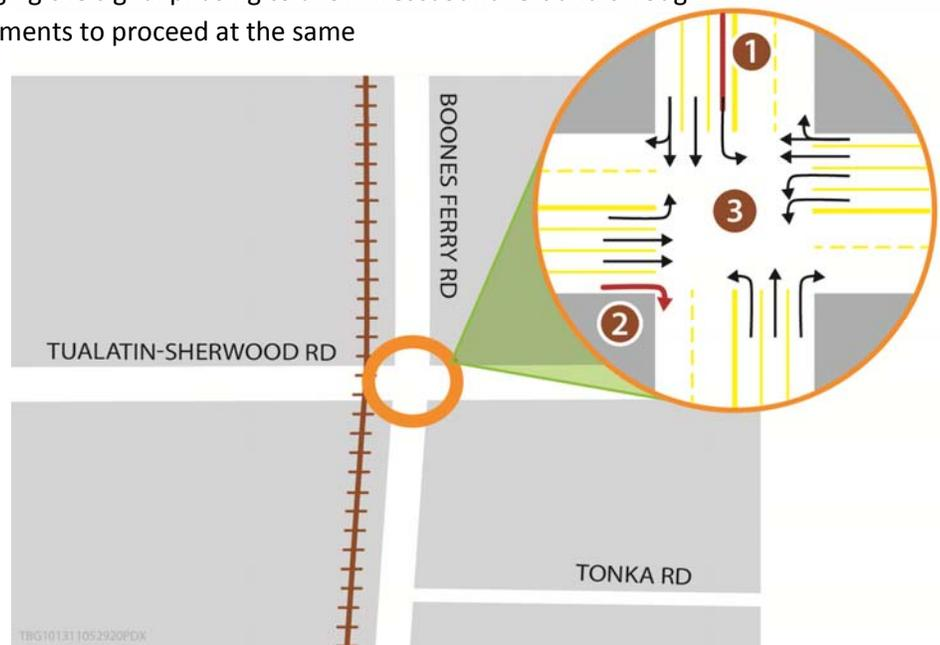 ments to proceed at the same
1
BOONES FERRY RD
3
2
TUALATIN-SHERWOOD RD
TONKA RD
TBG101311052920PDX